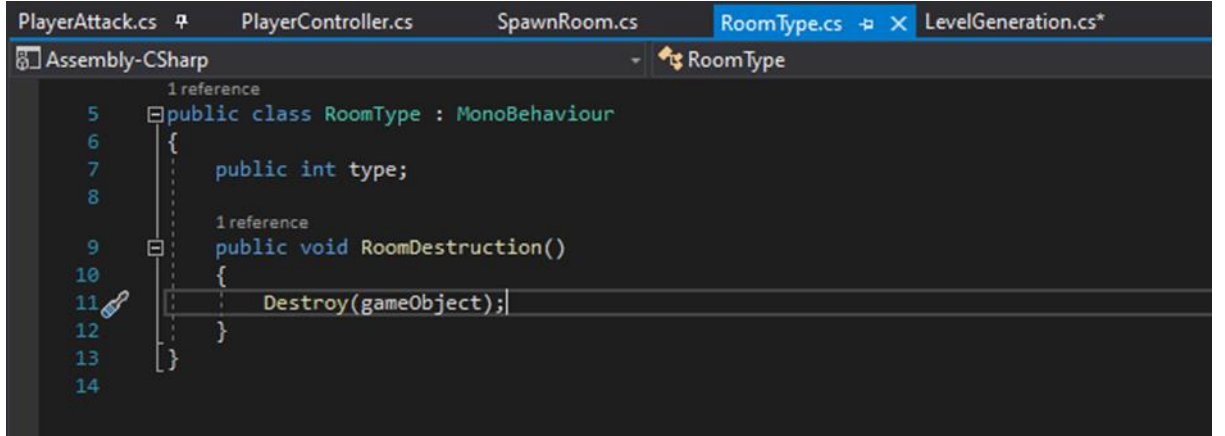 PlayerAttack.cs PlayerController.cs SpawnRoom.cs RoomType.cs LevelGeneration.cs*
Assembly-CSharp RoomType
1 reference
5 public class RoomType : MonoBehaviour
6 {
7 public int type;
8
1 reference
9 public void RoomDestruction()
10 {
11 Destroy(gameObject);
12 }
13 }
14